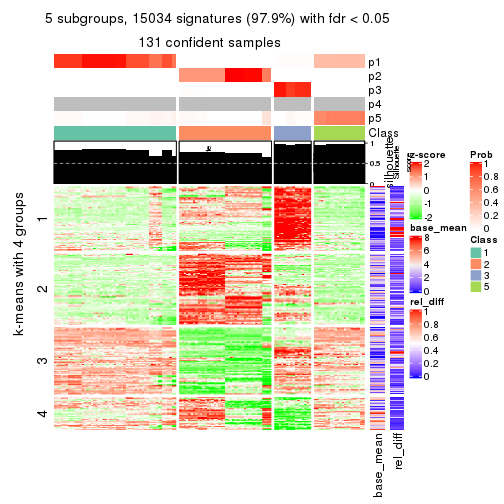 5 subgroups, 15034 signatures (97.9%) with fdr < 0.05
131 confident samples
p1
p2
p3
p4
p5
Class
1
0.5
0
silhouette
Silhouette
score
k-means with 4 groups
1
2
3
4
base_mean
rel_diff
z-score
2
1
0
-1
-2
base_mean
8
6
4
2
0
rel_diff
1
0.8
0.6
0.4
0.2
0
Prob
1
0.8
0.6
0.4
0.2
0
Class
1
2
3
5